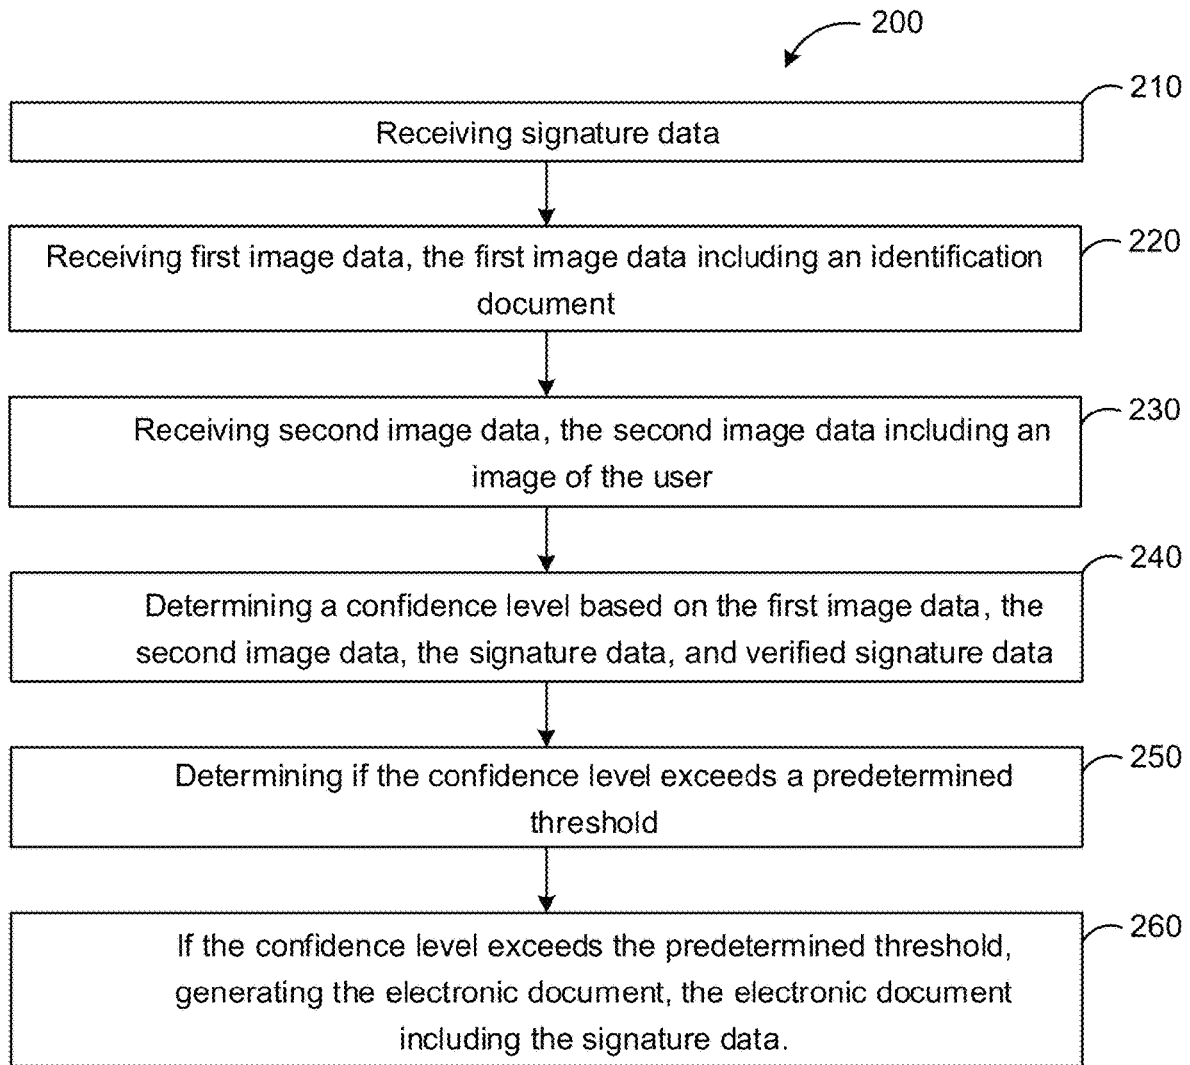 200
210
Receiving signature data
220
Receiving first image data, the first image data including an identification
document
230
Receiving second image data, the second image data including an
image of the user
240
Determining a confidence level based on the first image data, the
second image data, the signature data, and verified signature data
250
Determining if the confidence level exceeds a predetermined
threshold
260
If the confidence level exceeds the predetermined threshold,
generating the electronic document, the electronic document
including the signature data.